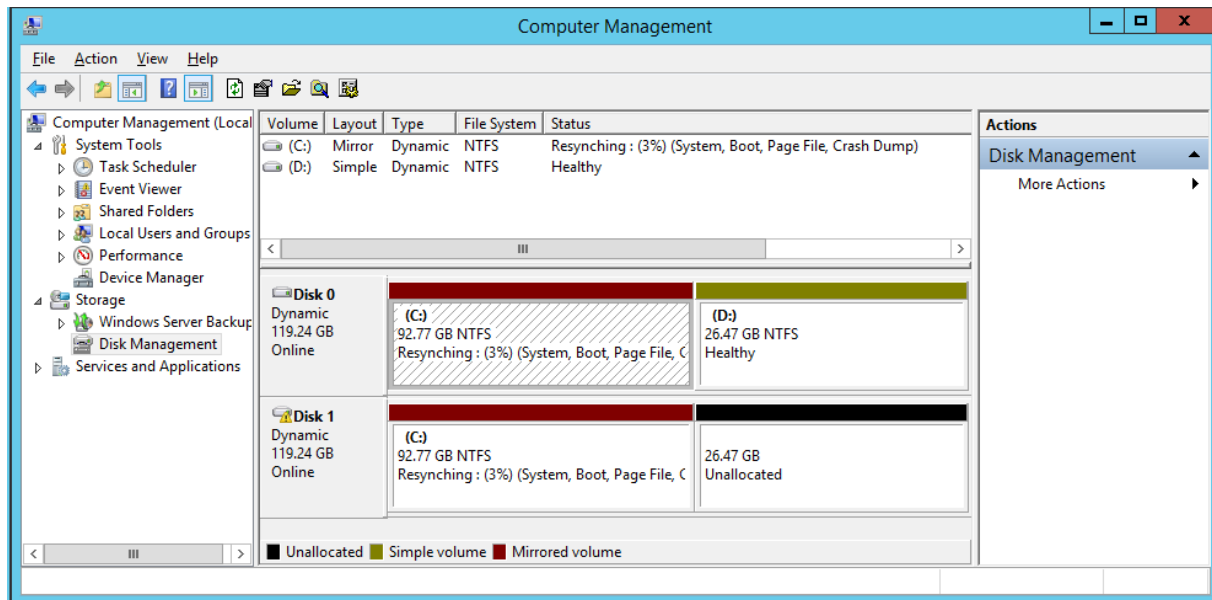 Computer Management
File Action View Help
Computer Management (Local
System Tools
Task Scheduler
Event Viewer
Shared Folders
Local Users and Groups
Performance
Device Manager
Storage
Windows Server Backup
Disk Management
Services and Applications
Volume Layout Type File System Status
(C:) Mirror Dynamic NTFS Resynching : (3%) (System, Boot, Page File, Crash Dump)
(D:) Simple Dynamic NTFS Healthy
Disk 0
Dynamic
119.24 GB
Online
(C:)
92.77 GB NTFS
Resynching : (3%) (System, Boot, Page File, C
(D:)
26.47 GB NTFS
Healthy
Disk 1
Dynamic
119.24 GB
Online
(C:)
92.77 GB NTFS
Resynching : (3%) (System, Boot, Page File, C
26.47 GB
Unallocated
Unallocated Simple volume Mirrored volume
Actions
Disk Management
More Actions